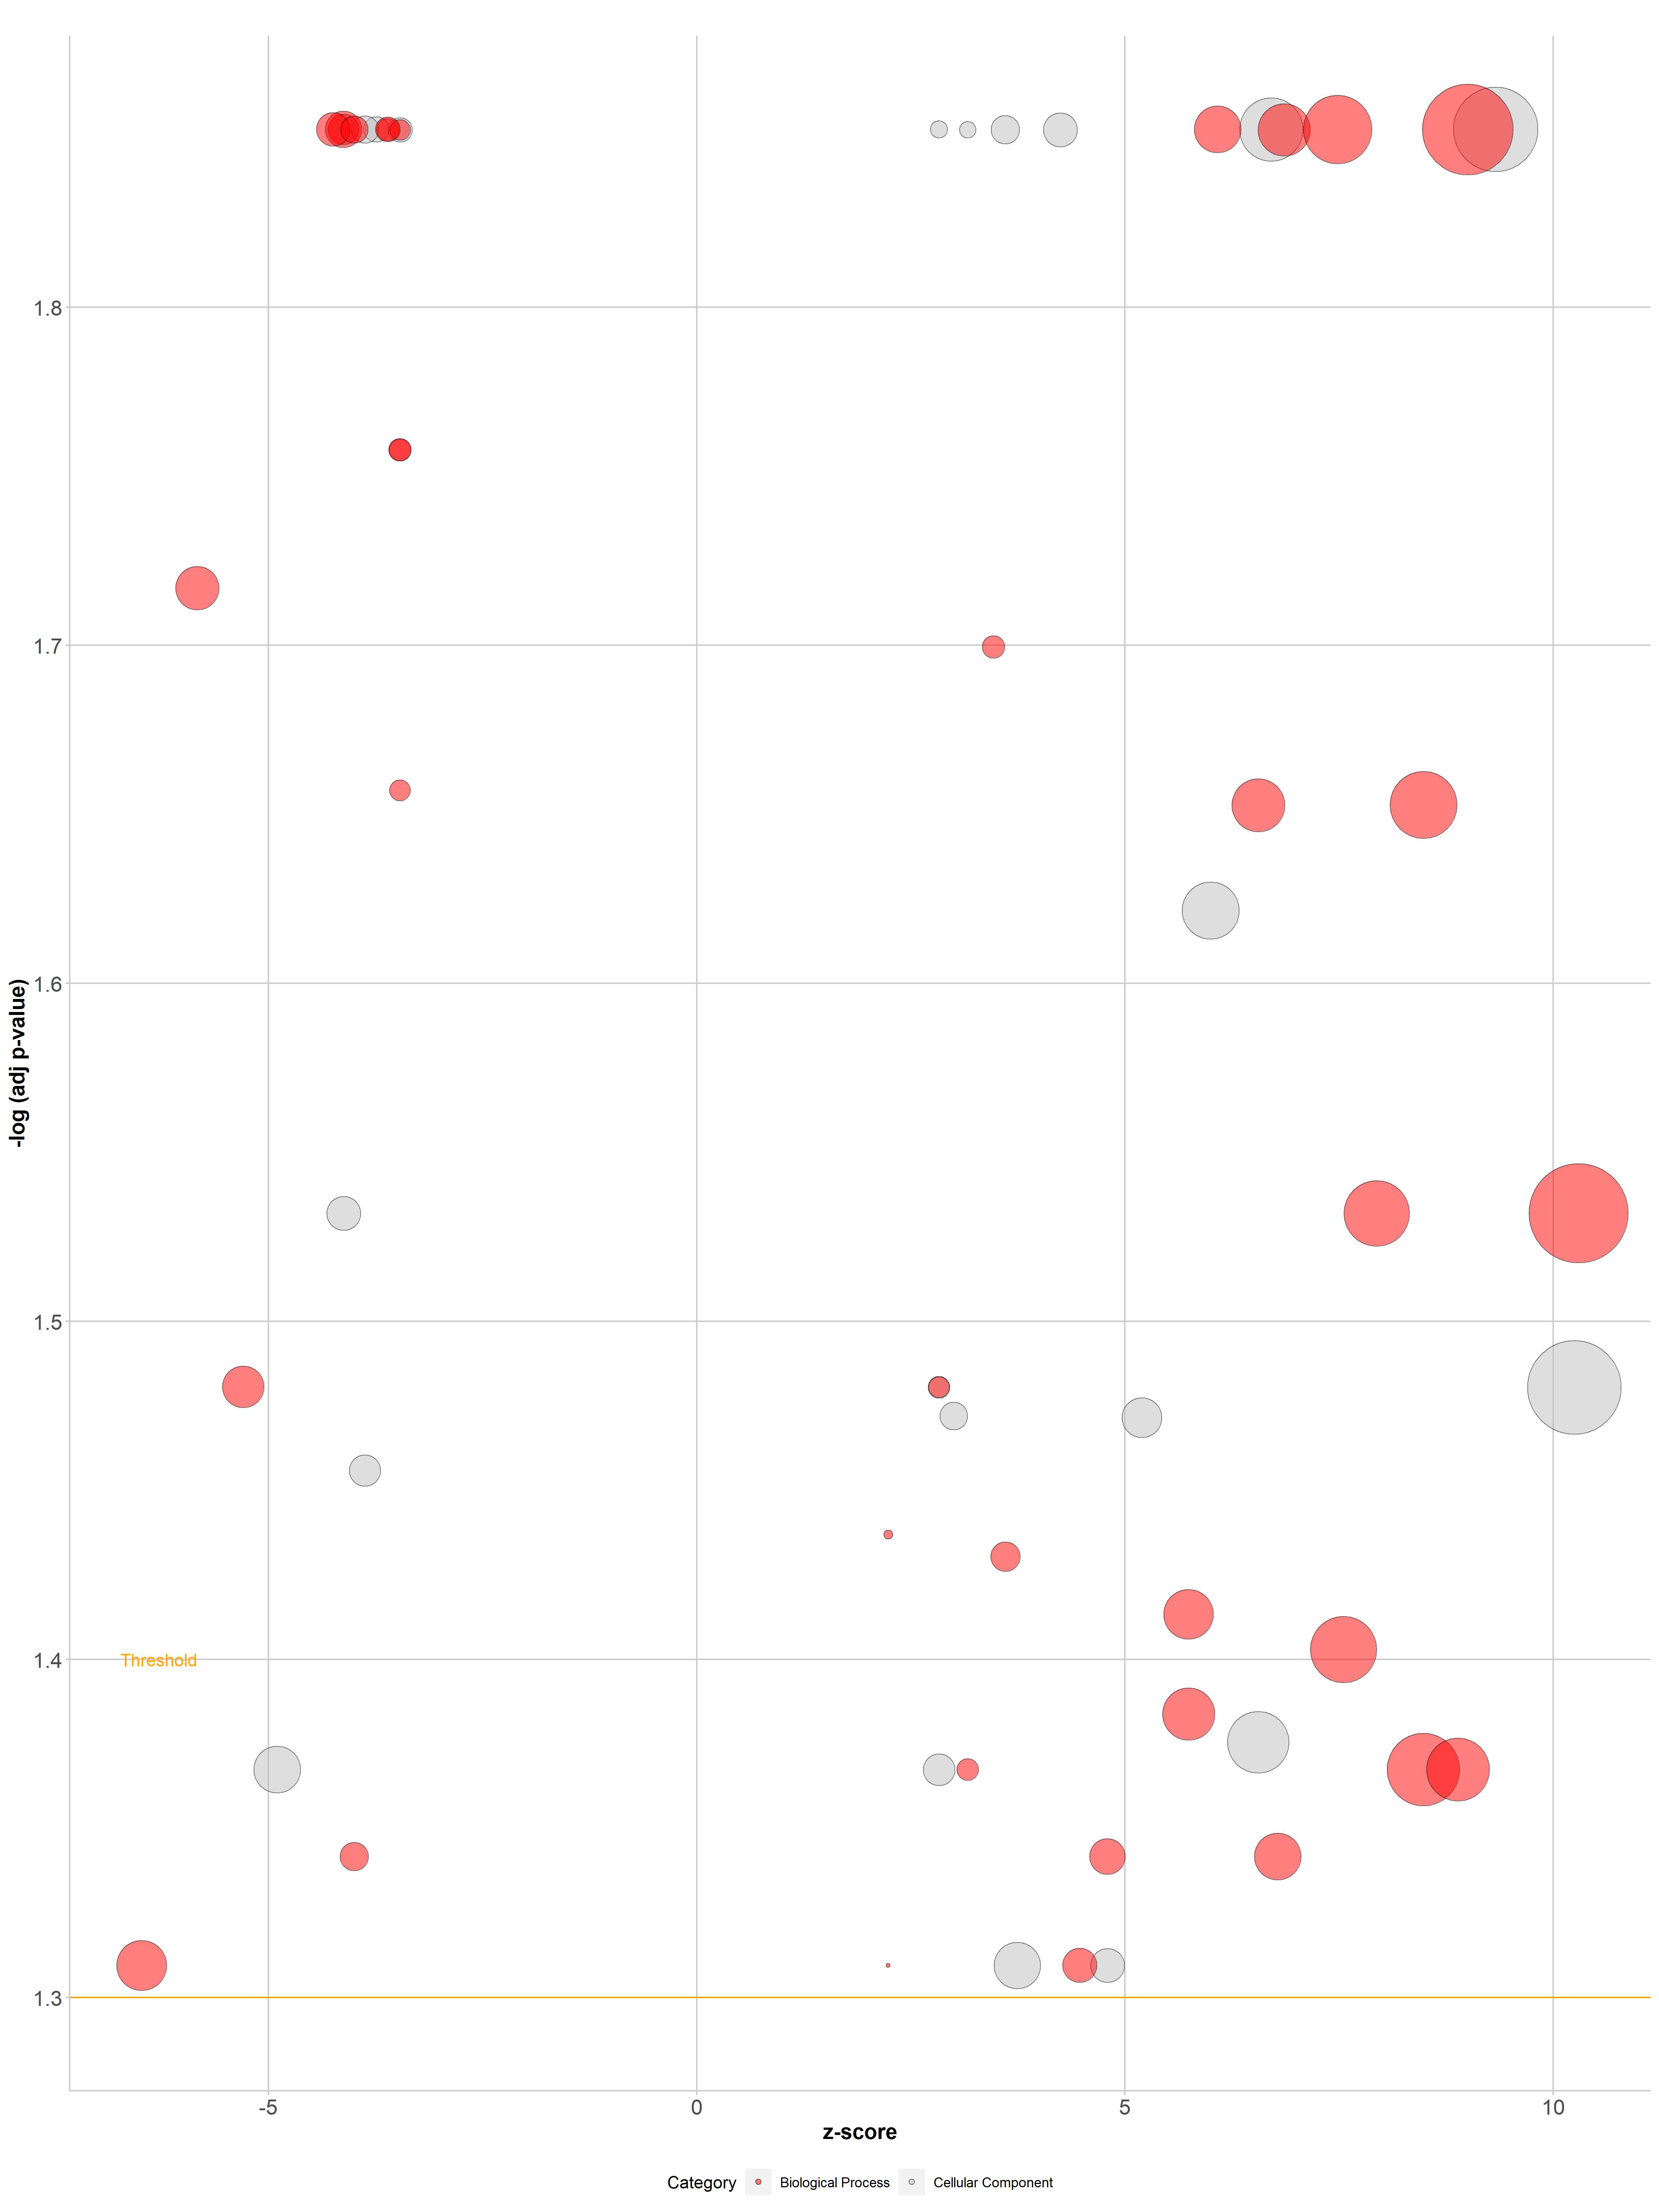 1.8
1.7
1.6
1.5
1.4
1.3
-log (adj p-value)
Threshold
-5 0 5 10
z-score
Category Biological Process Cellular Component